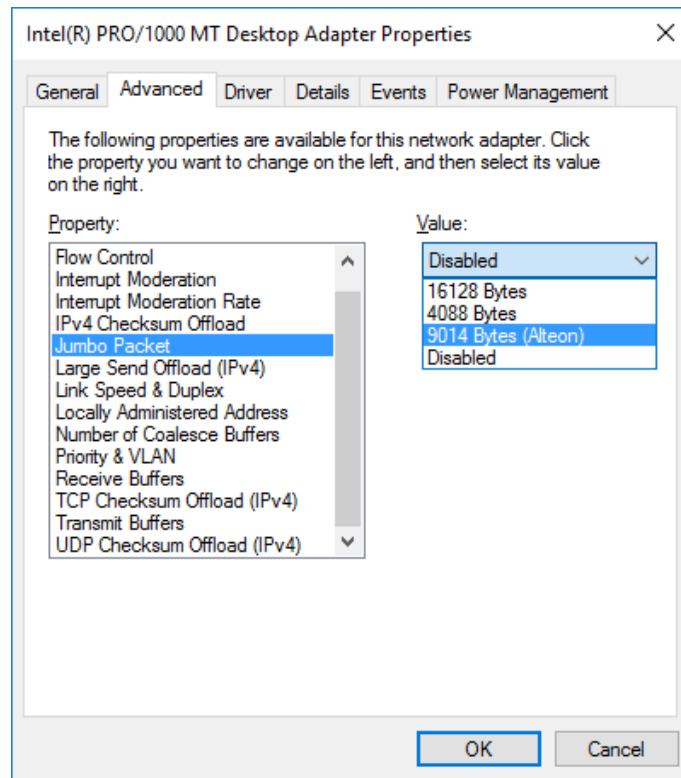 Intel(R) PRO/1000 MT Desktop Adapter Properties
General Advanced Driver Details Events Power Management
The following properties are available for this network adapter. Click
the property you want to change on the left, and then select its value
on the right.
Property:
Flow Control
Interrupt Moderation
Interrupt Moderation Rate
IPv4 Checksum Offload
Jumbo Packet
Large Send Offload (IPv4)
Link Speed & Duplex
Locally Administered Address
Number of Coalesce Buffers
Priority & VLAN
Receive Buffers
TCP Checksum Offload (IPv4)
Transmit Buffers
UDP Checksum Offload (IPv4)
Value:
Disabled
16128 Bytes
4088 Bytes
9014 Bytes (Alteon)
Disabled
OK Cancel